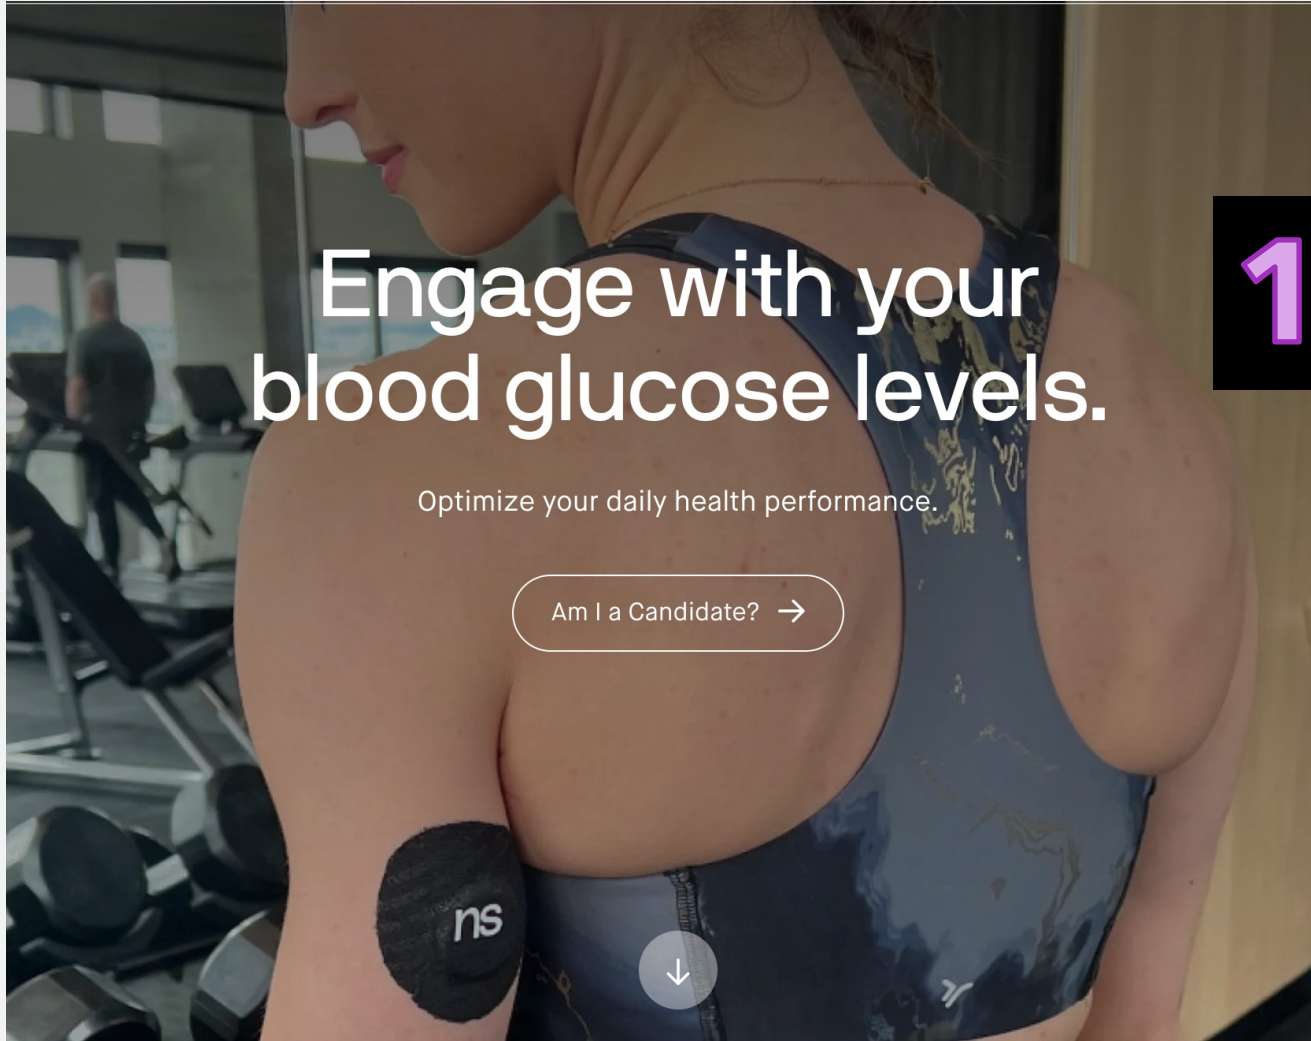 Engage with your
blood glucose levels.
1
Optimize your daily health performance.
Am I a Candidate? →
ns